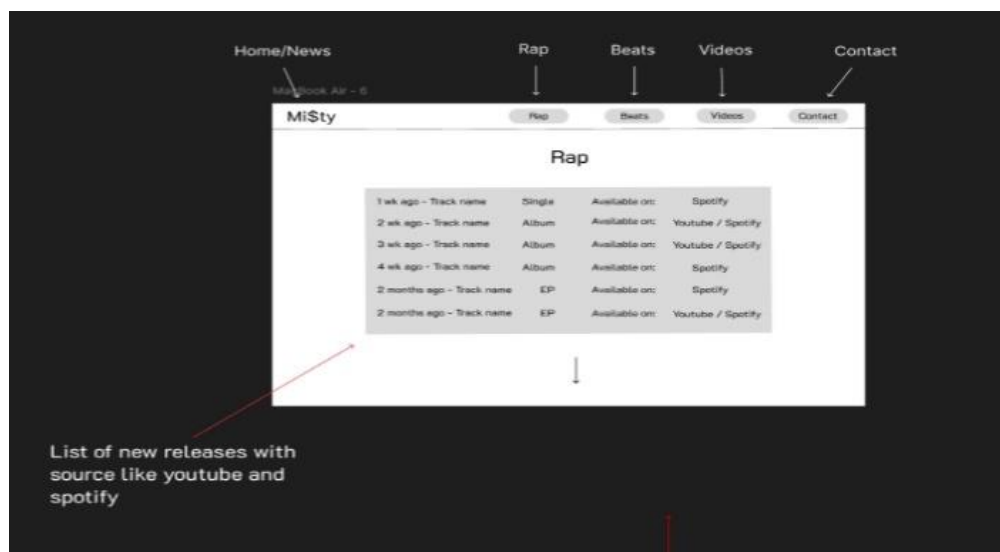 Home/News Rap Beats Videos Contact
MacBook Air - 6
Mi$ty Rap Beats Videos Contact
Rap
1 wk ago - Track name Single Available on: Spotify
2 wk ago - Track name Album Available on: Youtube / Spotify
3 wk ago - Track name Album Available on: Youtube / Spotify
4 wk ago - Track name Album Available on: Spotify
2 months ago - Track name EP Available on: Spotify
2 months ago - Track name EP Available on: Youtube / Spotify
List of new releases with
source like youtube and
spotify